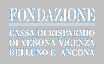 FONDAZIONE
CASSA DI RISPARMIO
DI VERONA VICENZA
BELLUNO E ANCONA